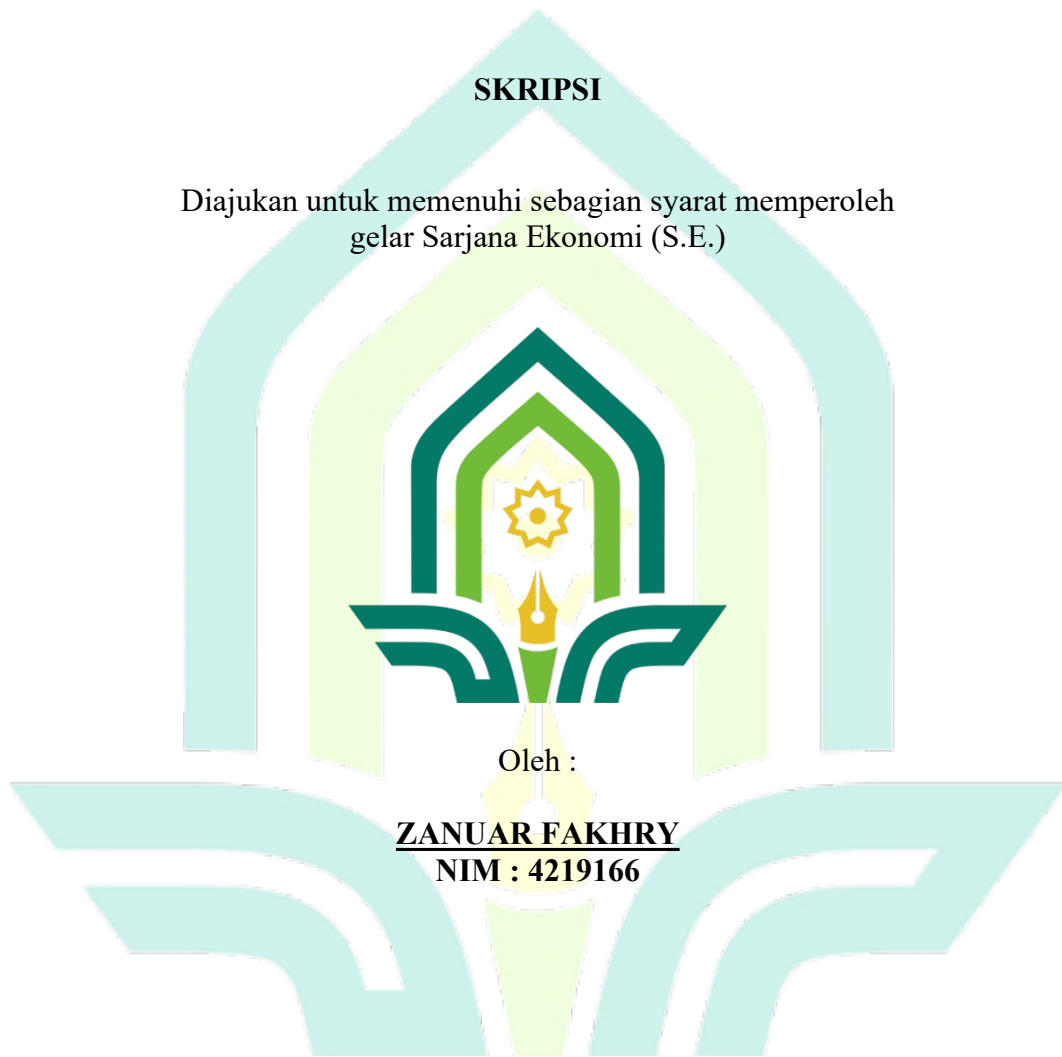 SKRIPSI
Diajukan untuk memenuhi sebagian syarat memperoleh
gelar Sarjana Ekonomi (S.E.)
Oleh :
ZANUAR FAKHRY
NIM : 4219166